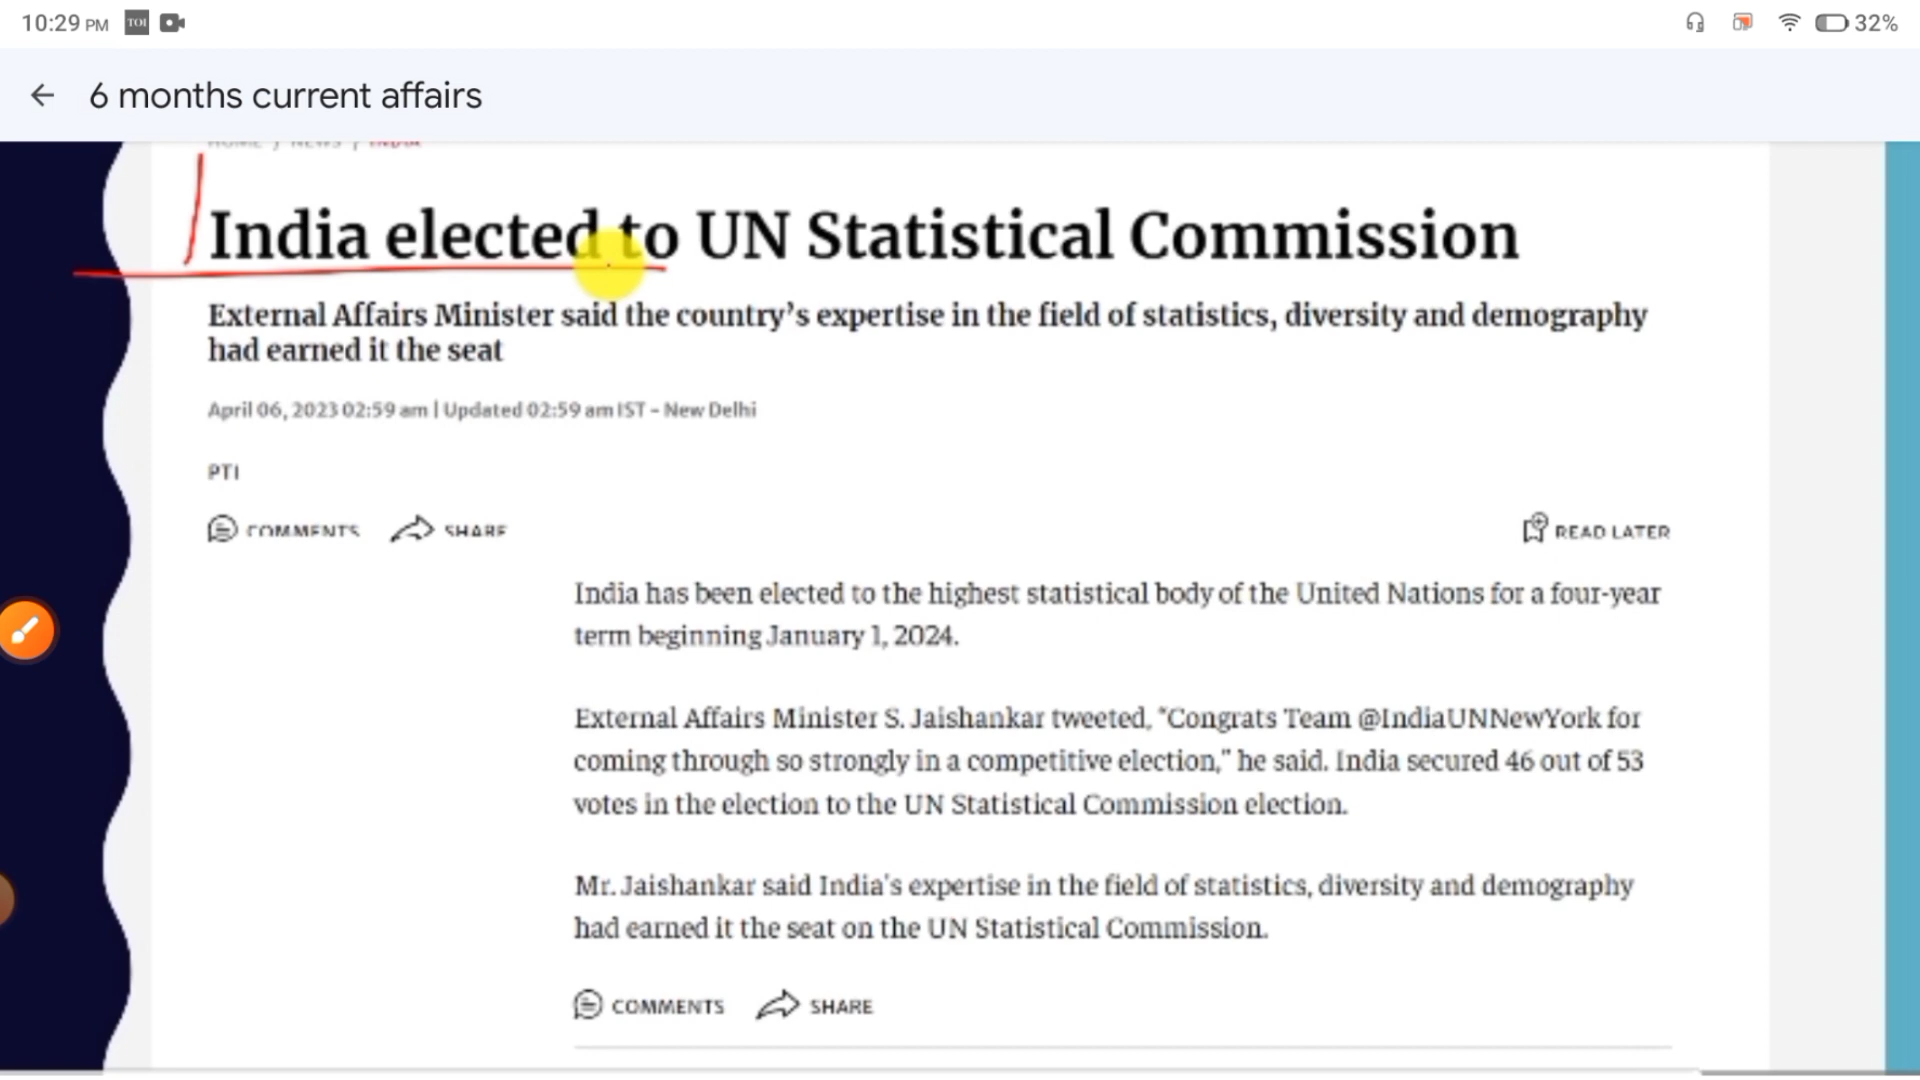 10:29 PM TOI 32%
6 months current affairs
HOME / NEWS / INDIA
India elected to UN Statistical Commission
External Affairs Minister said the country’s expertise in the field of statistics, diversity and demography
had earned it the seat
April 06, 2023 02:59 am | Updated 02:59 am IST - New Delhi
PTI
COMMENTS SHARE READ LATER
India has been elected to the highest statistical body of the United Nations for a four-year
term beginning January 1, 2024.
External Affairs Minister S. Jaishankar tweeted, “Congrats Team @IndiaUNNewYork for
coming through so strongly in a competitive election,” he said. India secured 46 out of 53
votes in the election to the UN Statistical Commission election.
Mr. Jaishankar said India's expertise in the field of statistics, diversity and demography
had earned it the seat on the UN Statistical Commission.
COMMENTS SHARE